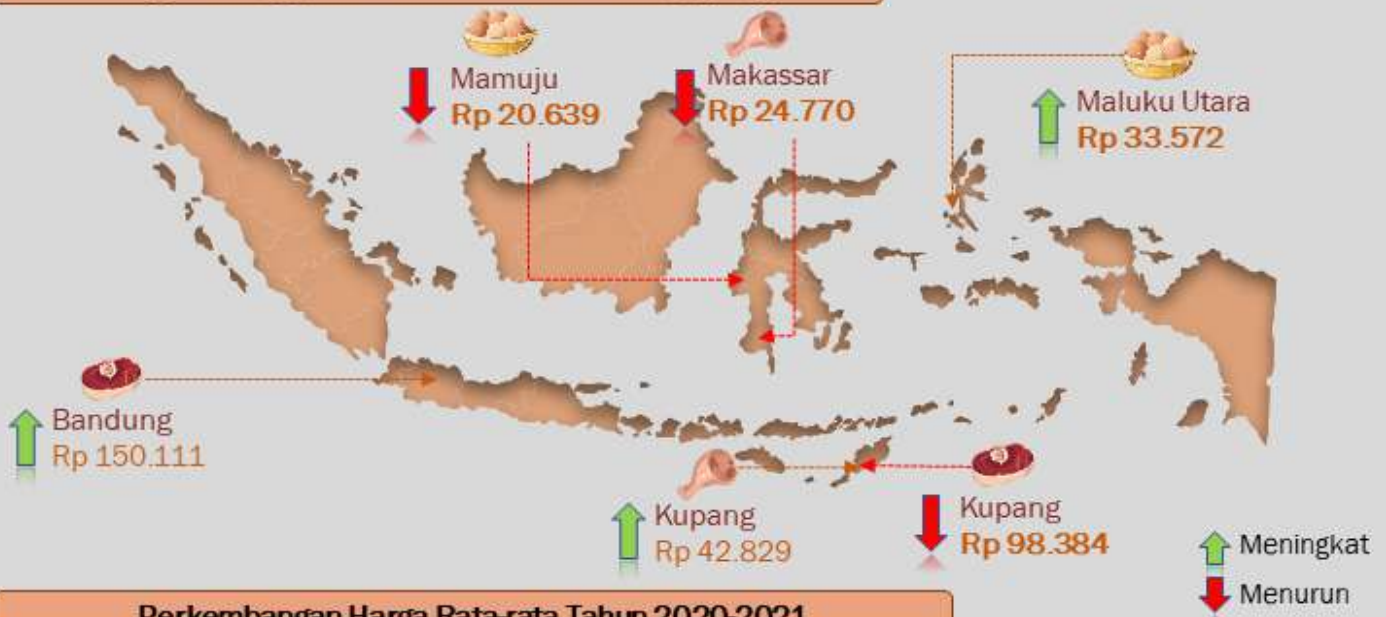 Mamuju
Rp 20.639
Makassar
Rp 24.770
Maluku Utara
Rp 33.572
Bandung
Rp 150.111
Kupang
Rp 42.829
Kupang
Rp 98.384
Meningkat
Menurun
Perkembangan Harga Rata-rata Tahun 2020-2021